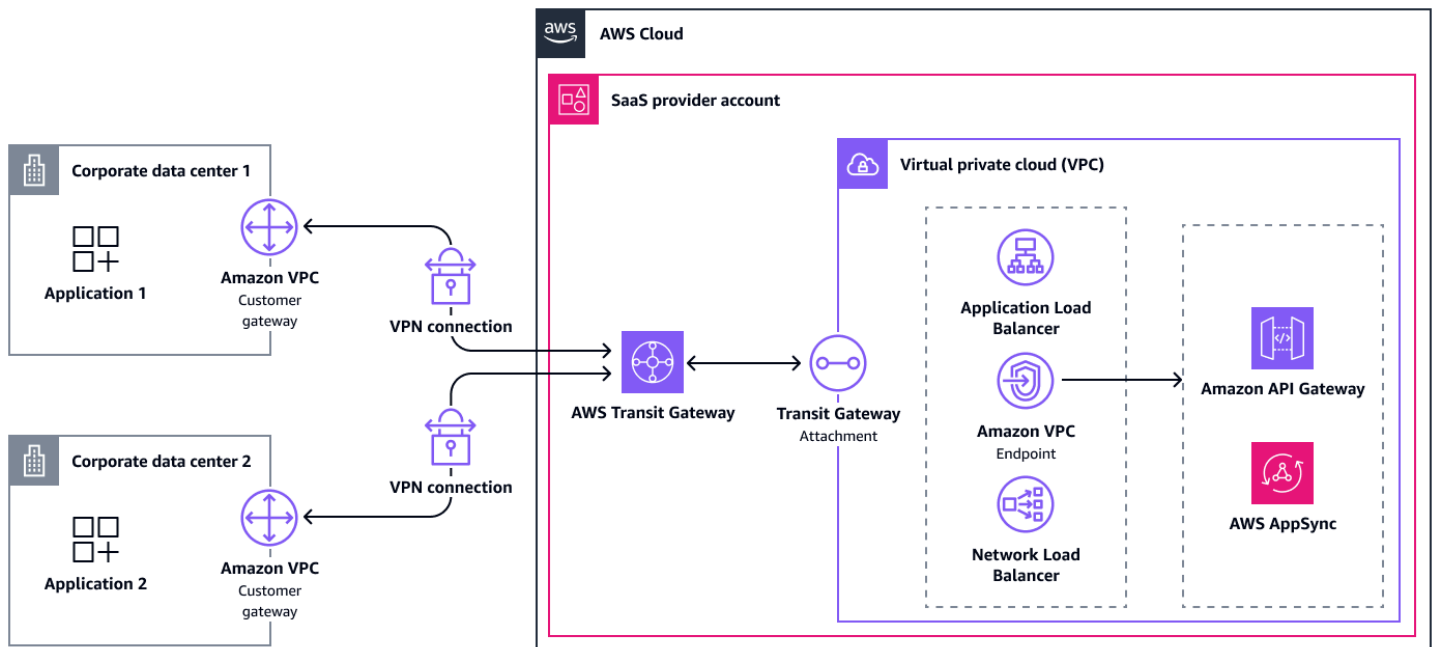 aws
AWS Cloud
SaaS provider account
Virtual private cloud (VPC)
Corporate data center 1
Application 1
Amazon VPC
Customer
gateway
VPN connection
Corporate data center 2
Application 2
Amazon VPC
Customer
gateway
VPN connection
AWS Transit Gateway
Transit Gateway
Attachment
Application Load
Balancer
Amazon VPC
Endpoint
Network Load
Balancer
Amazon API Gateway
</>
AWS AppSync